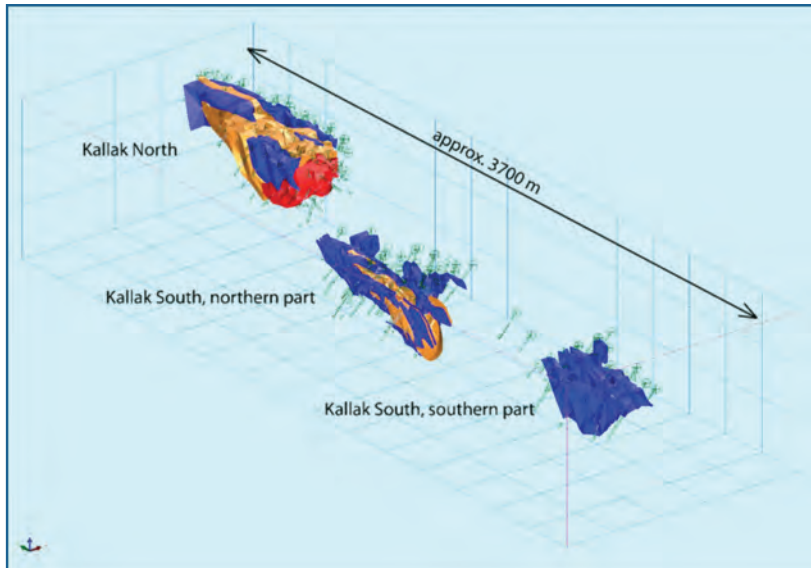 approx. 3700 m
Kallak North
Kallak South, northern part
Kallak South, southern part